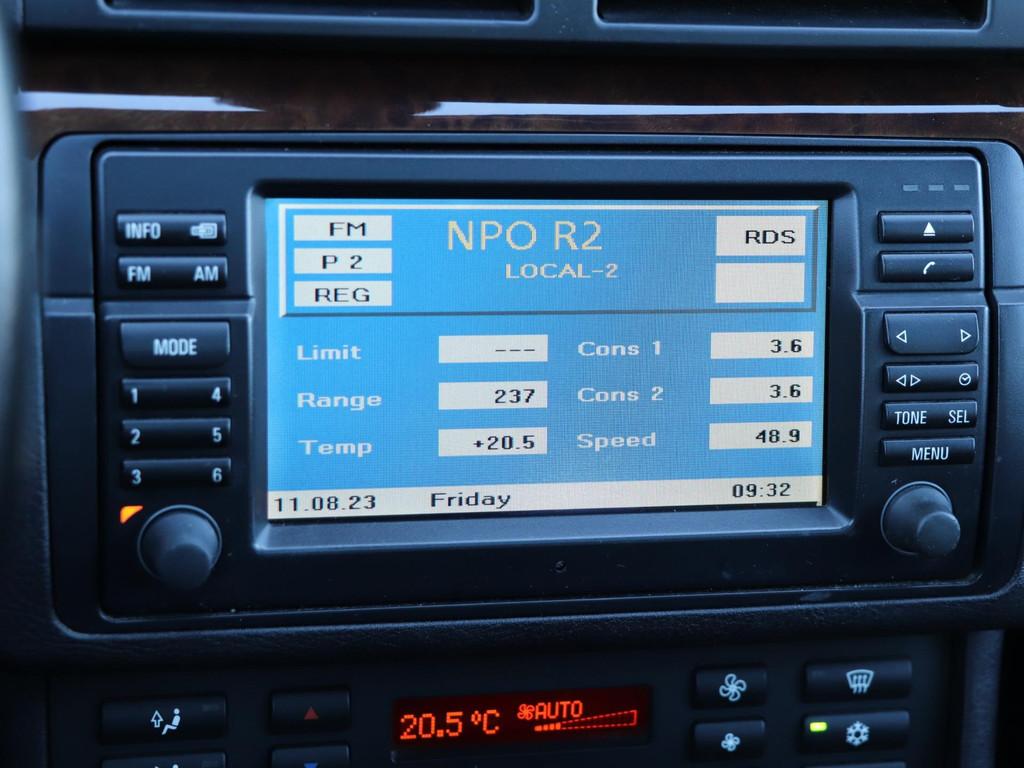 INFO
FM AM
MODE
1 4
2 5
3 6
FM
P 2
REG
NPO R2
LOCAL-2
RDS
Limit --- Cons 1 3.6
Range 237 Cons 2 3.6
Temp +20.5 Speed 48.9
11.08.23 Friday 09:32
TONE SEL
MENU
20.5 °C AUTO